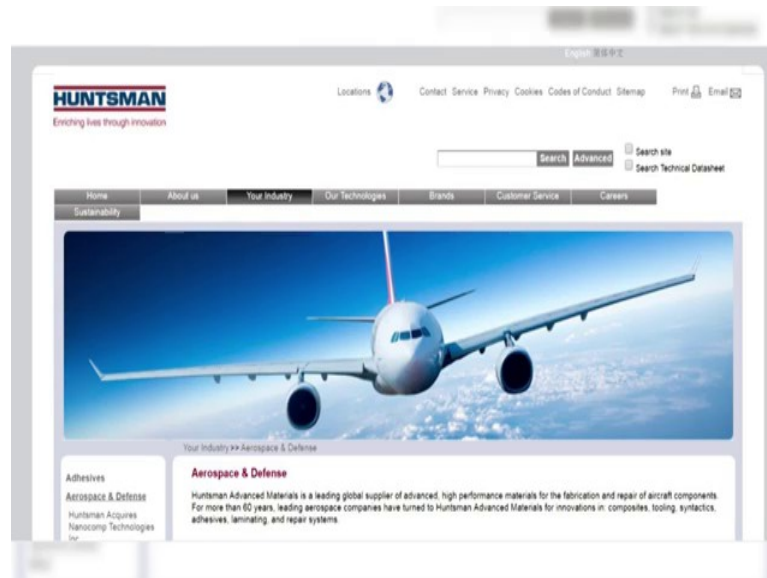 English 简体中文
HUNTSMAN
Enriching lives through innovation
Locations Contact Service Privacy Cookies Codes of Conduct Sitemap Print Email
Search Advanced Search site
Search Technical Datasheet
Home About us Your Industry Our Technologies Brands Customer Service Careers
Sustainability
Your Industry >> Aerospace & Defense
Adhesives
Aerospace & Defense
Huntsman Acquires
Nanocomp Technologies
Inc
Aerospace & Defense
Huntsman Advanced Materials is a leading global supplier of advanced, high performance materials for the fabrication and repair of aircraft components.
For more than 60 years, leading aerospace companies have turned to Huntsman Advanced Materials for innovations in: composites, tooling, syntactics,
adhesives, laminating, and repair systems.